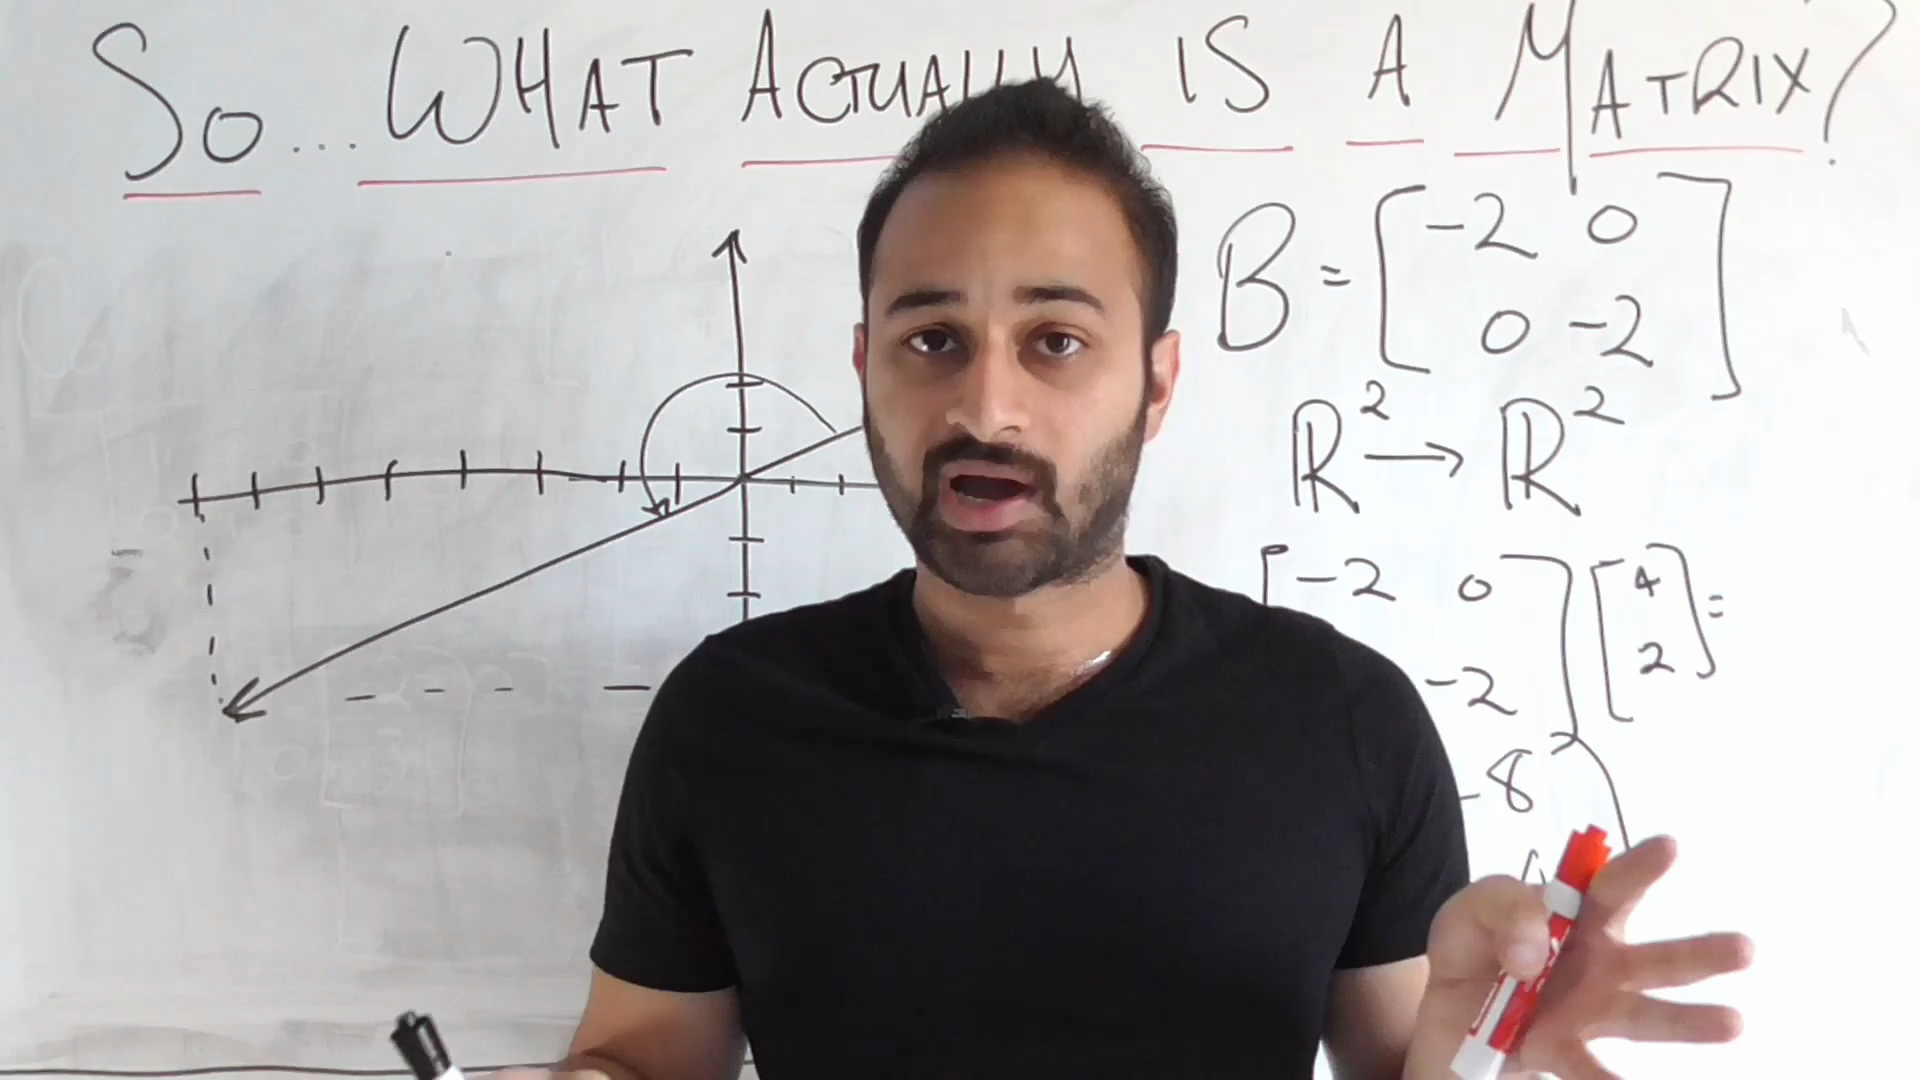 So... WHAT ACTUALLY IS A MATRIX?
B = [-2 0
0 -2]
ℝ² → ℝ²
[-2 0 [4
-2] 2] =
-8